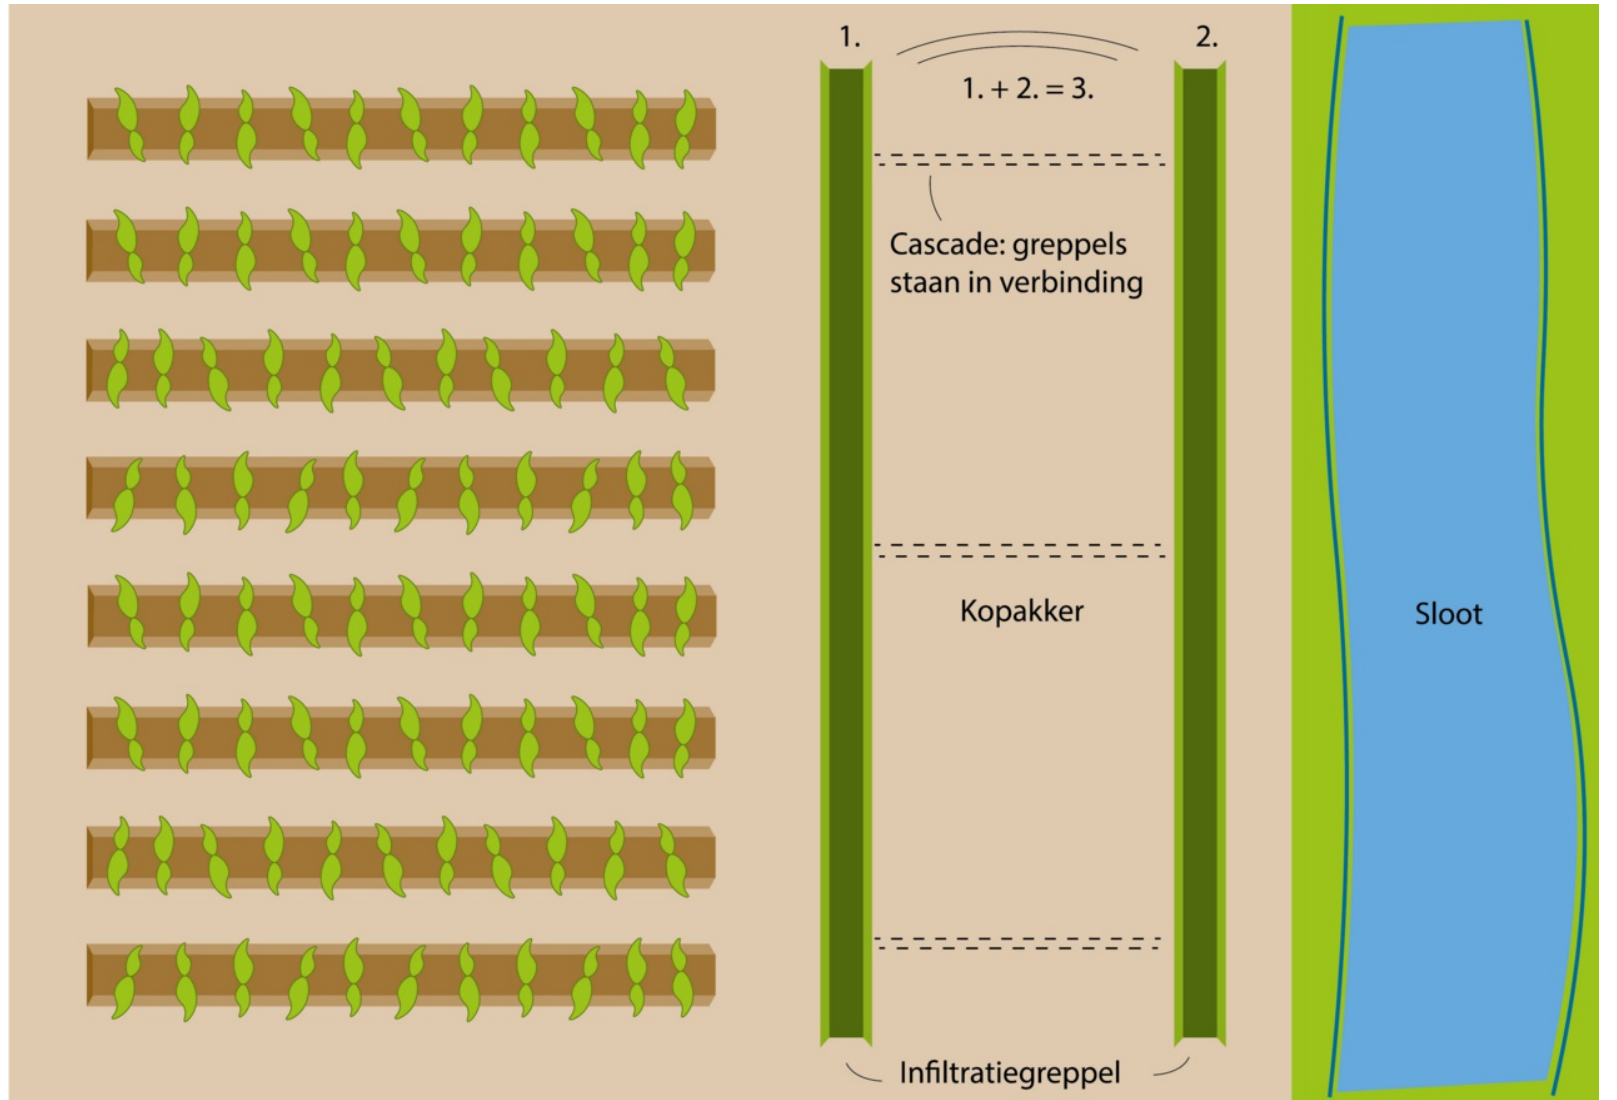 1.
2.
1. + 2. = 3.
Cascade: greppels
staan in verbinding
Kopakker
Sloot
Infiltratiegreppel